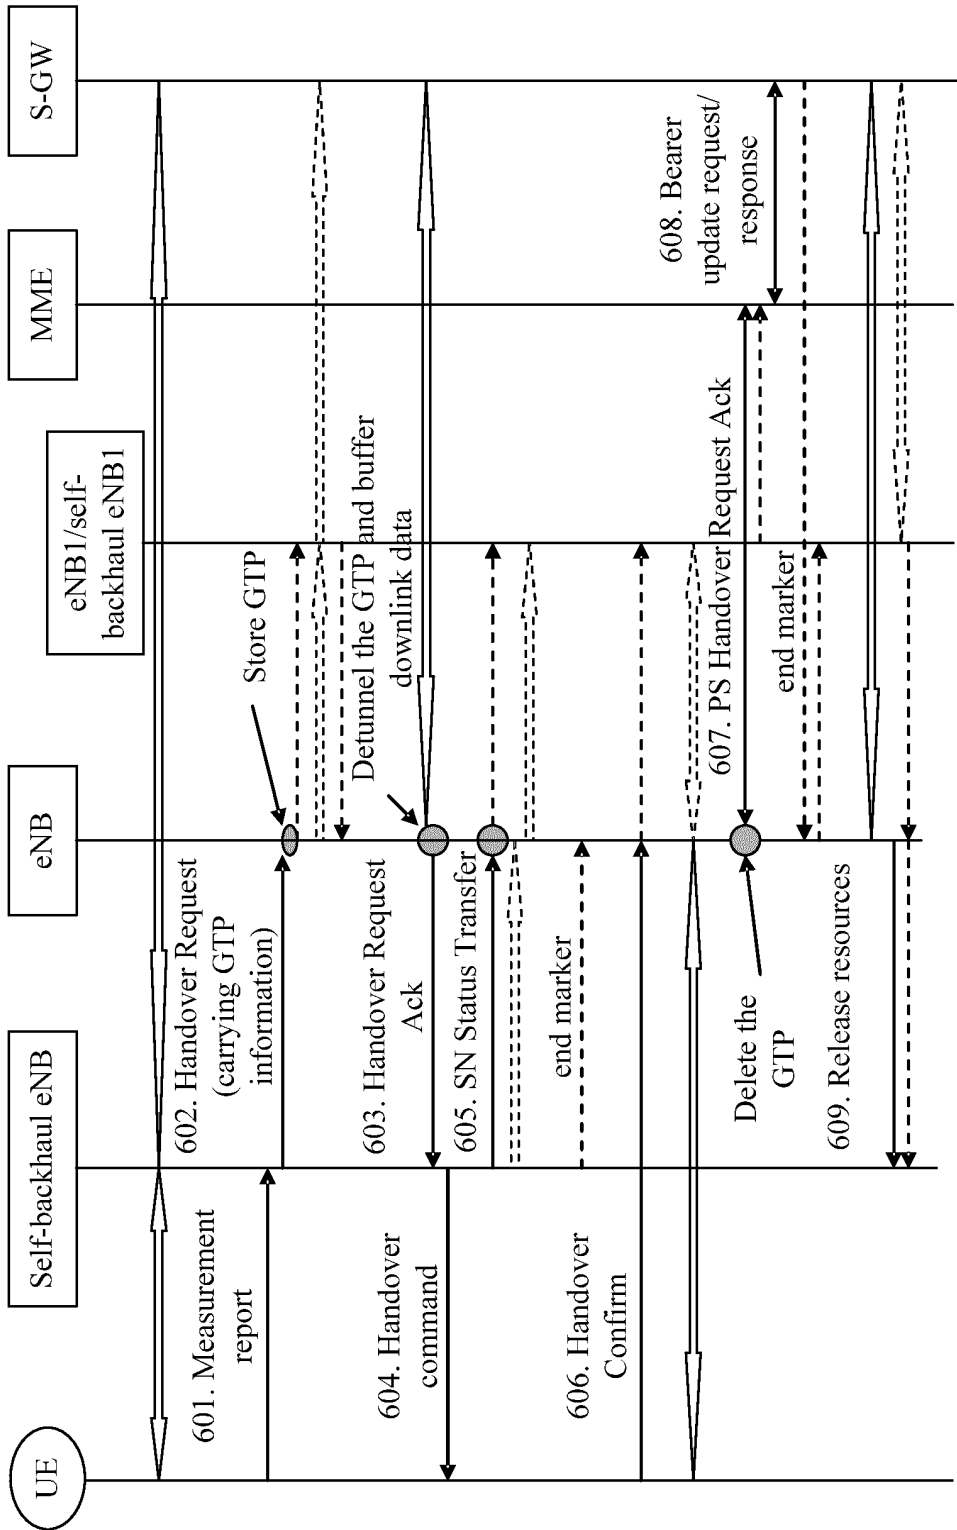 UE
Self-backhaul eNB
eNB
eNB1/self-
backhaul eNB1
MME
S-GW
601. Measurement
report
602. Handover Request
(carrying GTP
information)
Store GTP
Detunnel the GTP and buffer
downlink data
603. Handover Request
Ack
604. Handover
command
605. SN Status Transfer
end marker
606. Handover
Confirm
607. PS Handover Request Ack
608. Bearer
update request/
response
Delete the
GTP
end marker
609. Release resources